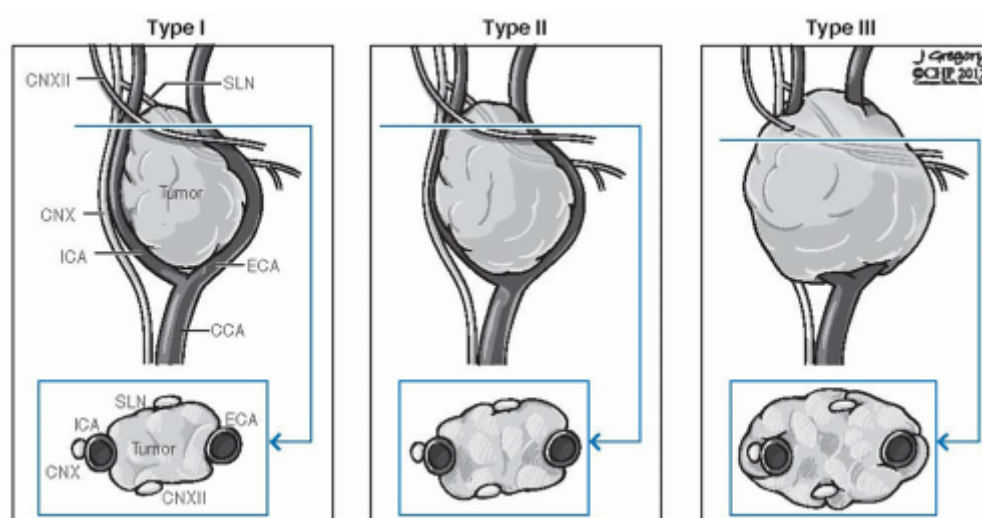 Type I
Type II
Type III
J Gregory
©CHP
CNXII
SLN
Tumor
CNX
ICA
ECA
CCA
SLN
ICA
ECA
Tumor
CNX
CNXII